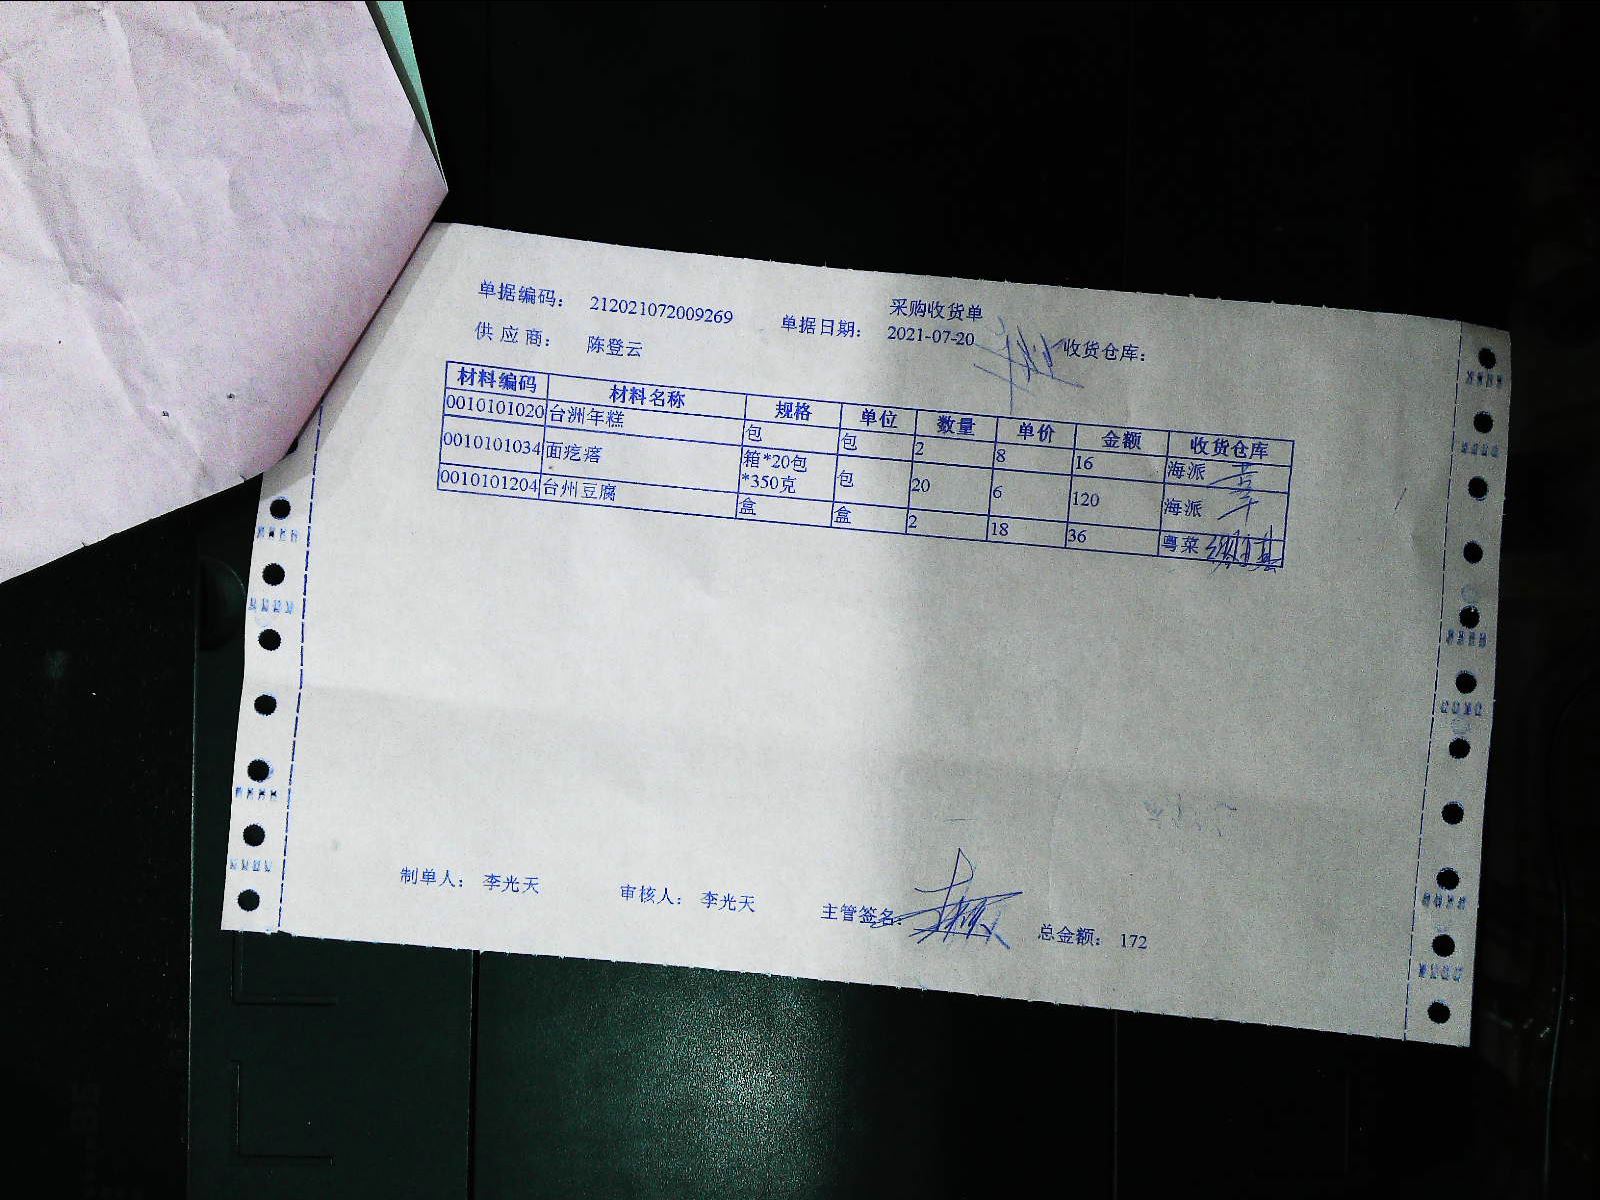 采购收货单
单据编码： 212021072009269 单据日期： 2021-07-20 收货仓库：
供应商： 陈登云
材料编码 材料名称 规格 单位 数量 单价 金额 收货仓库
0010101020 台洲年糕 包 包 2 8 16 海派
0010101034 面疙瘩 箱*20包*350克 包 20 6 120 海派
0010101204 台州豆腐 盒 盒 2 18 36 粤菜
制单人： 李光天 审核人： 李光天 主管签名： 总金额： 172